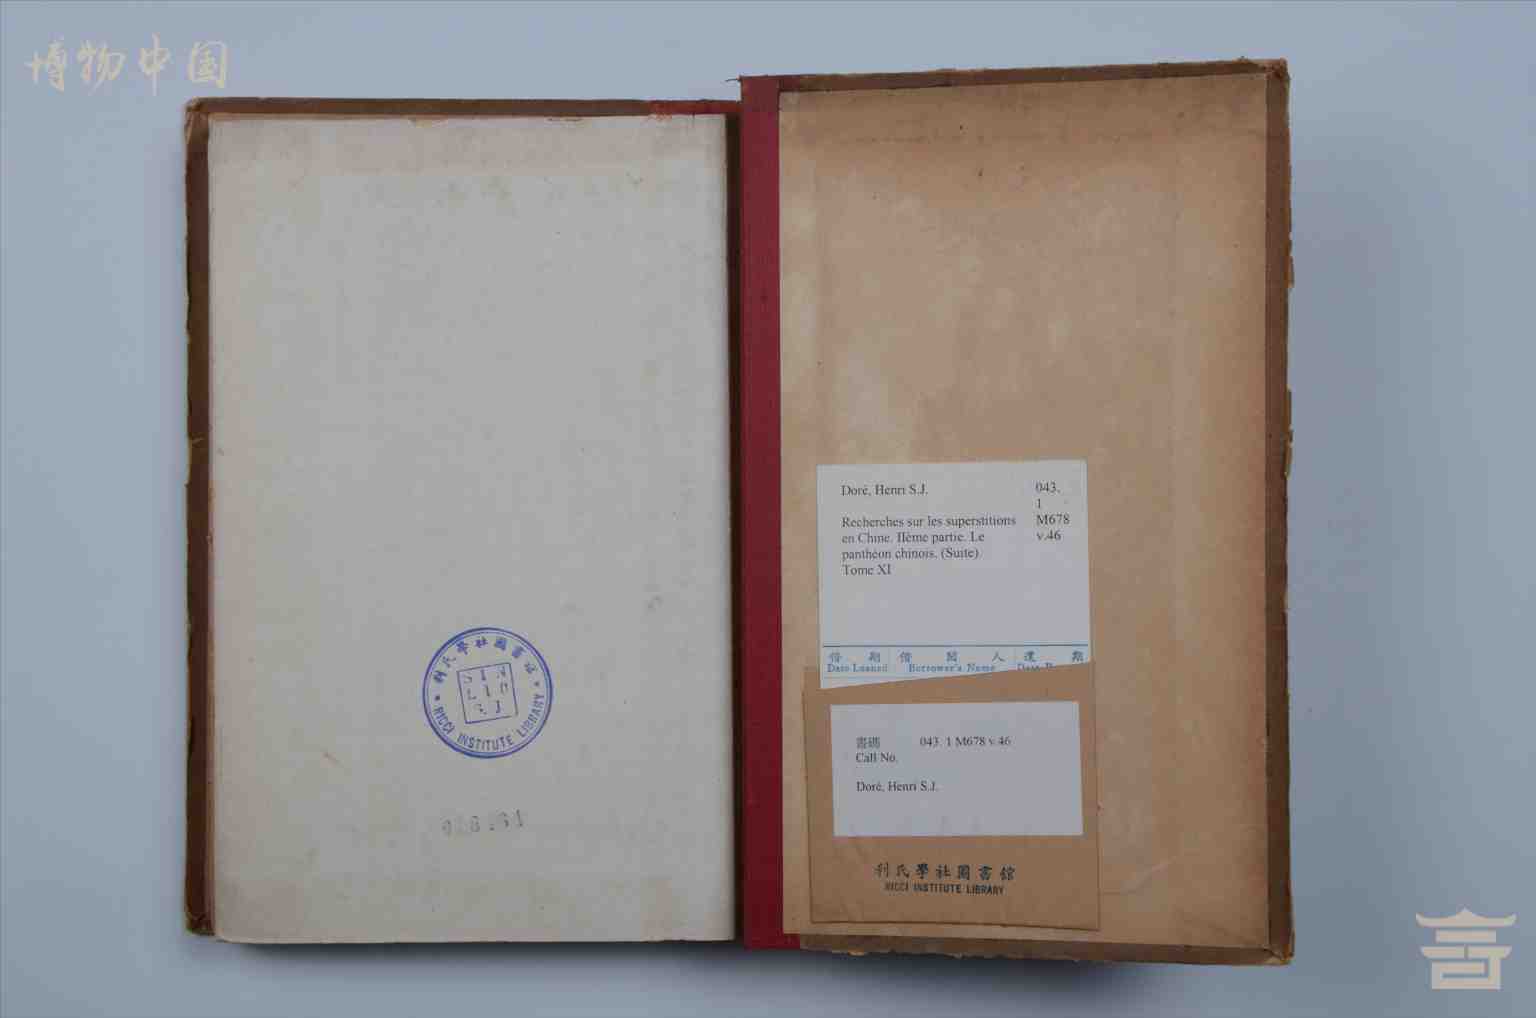 博物中国
利氏學社圖書館
SIN
LIU
S.J.
RICCI INSTITUTE LIBRARY
Doré, Henri S.J.
043.
1
M678
v.46
Recherches sur les superstitions
en Chine. IIème partie. Le
panthéon chinois. (Suite)
Tome XI
借期 借閱人 還期
Date Loaned Borrower's Name
書碼 043. 1 M678 v.46
Call No.
Doré, Henri S.J.
利氏學社圖書館
RICCI INSTITUTE LIBRARY